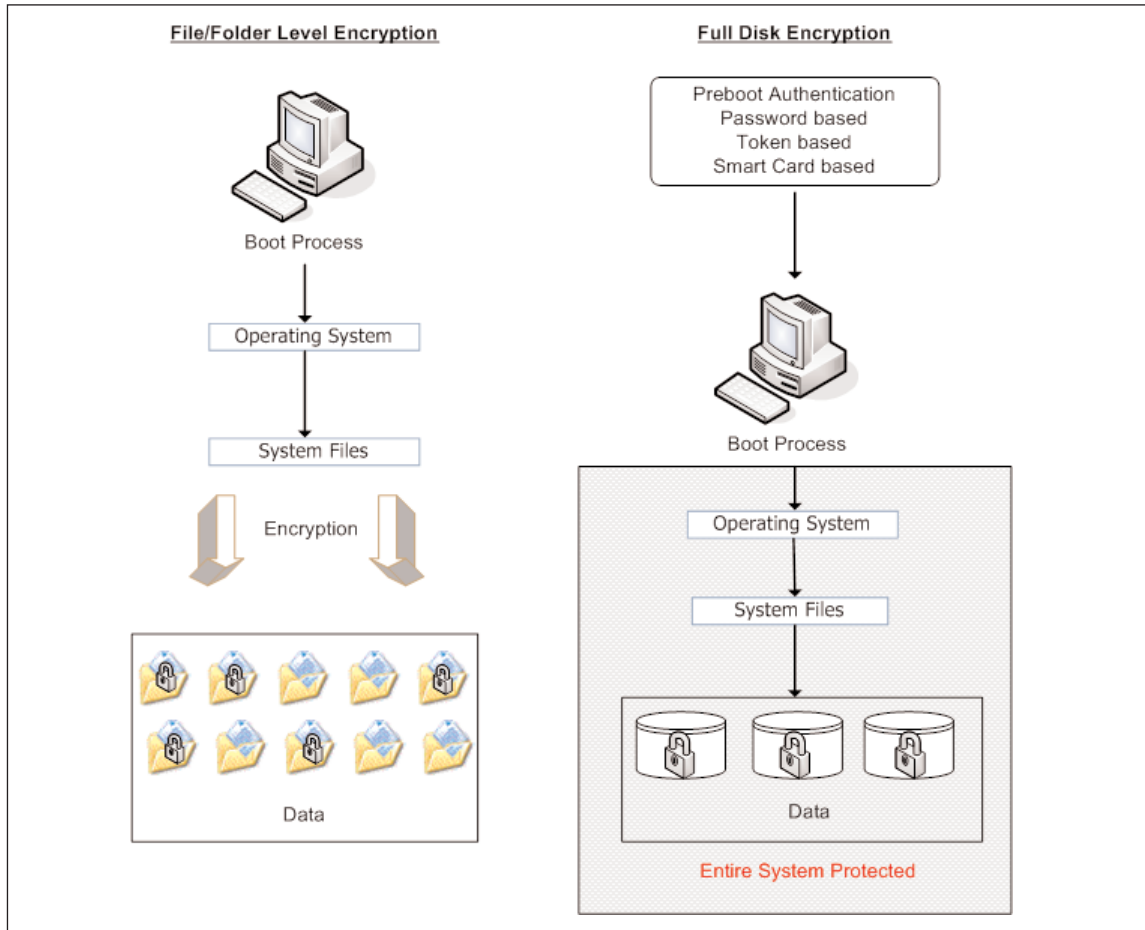 File/Folder Level Encryption
Boot Process
Operating System
System Files
Encryption
Data
Full Disk Encryption
Preboot Authentication
Password based
Token based
Smart Card based
Boot Process
Operating System
System Files
Data
Entire System Protected